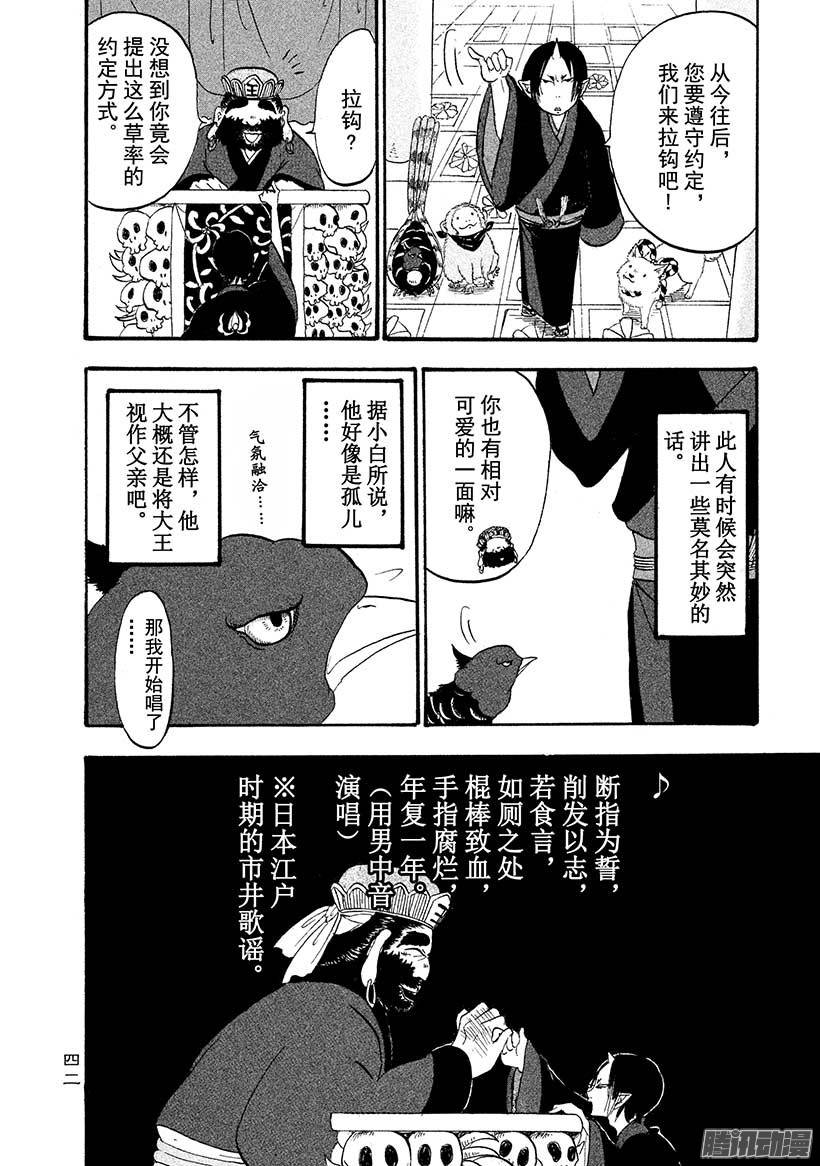 从今往后，
您要遵守约定，
我们来拉钩吧！
拉钩？
没想到你竟会
提出这么草率的
约定方式。
此人有时候会突然
讲出一些莫名其妙的
话。
你也有相对
可爱的一面嘛。
据小白所说，
他好像是孤儿
……
气氛融洽……
不管怎样，他
大概还是将大王
视作父亲吧。
那我开始唱了
……
♪
断指为誓，
削发以志，
若食言，
如厕之处
棍棒致血，
手指腐烂，
年复一年。
（用男中音
演唱）
※日本江户
时期的市井歌谣。
四二
腾讯动漫